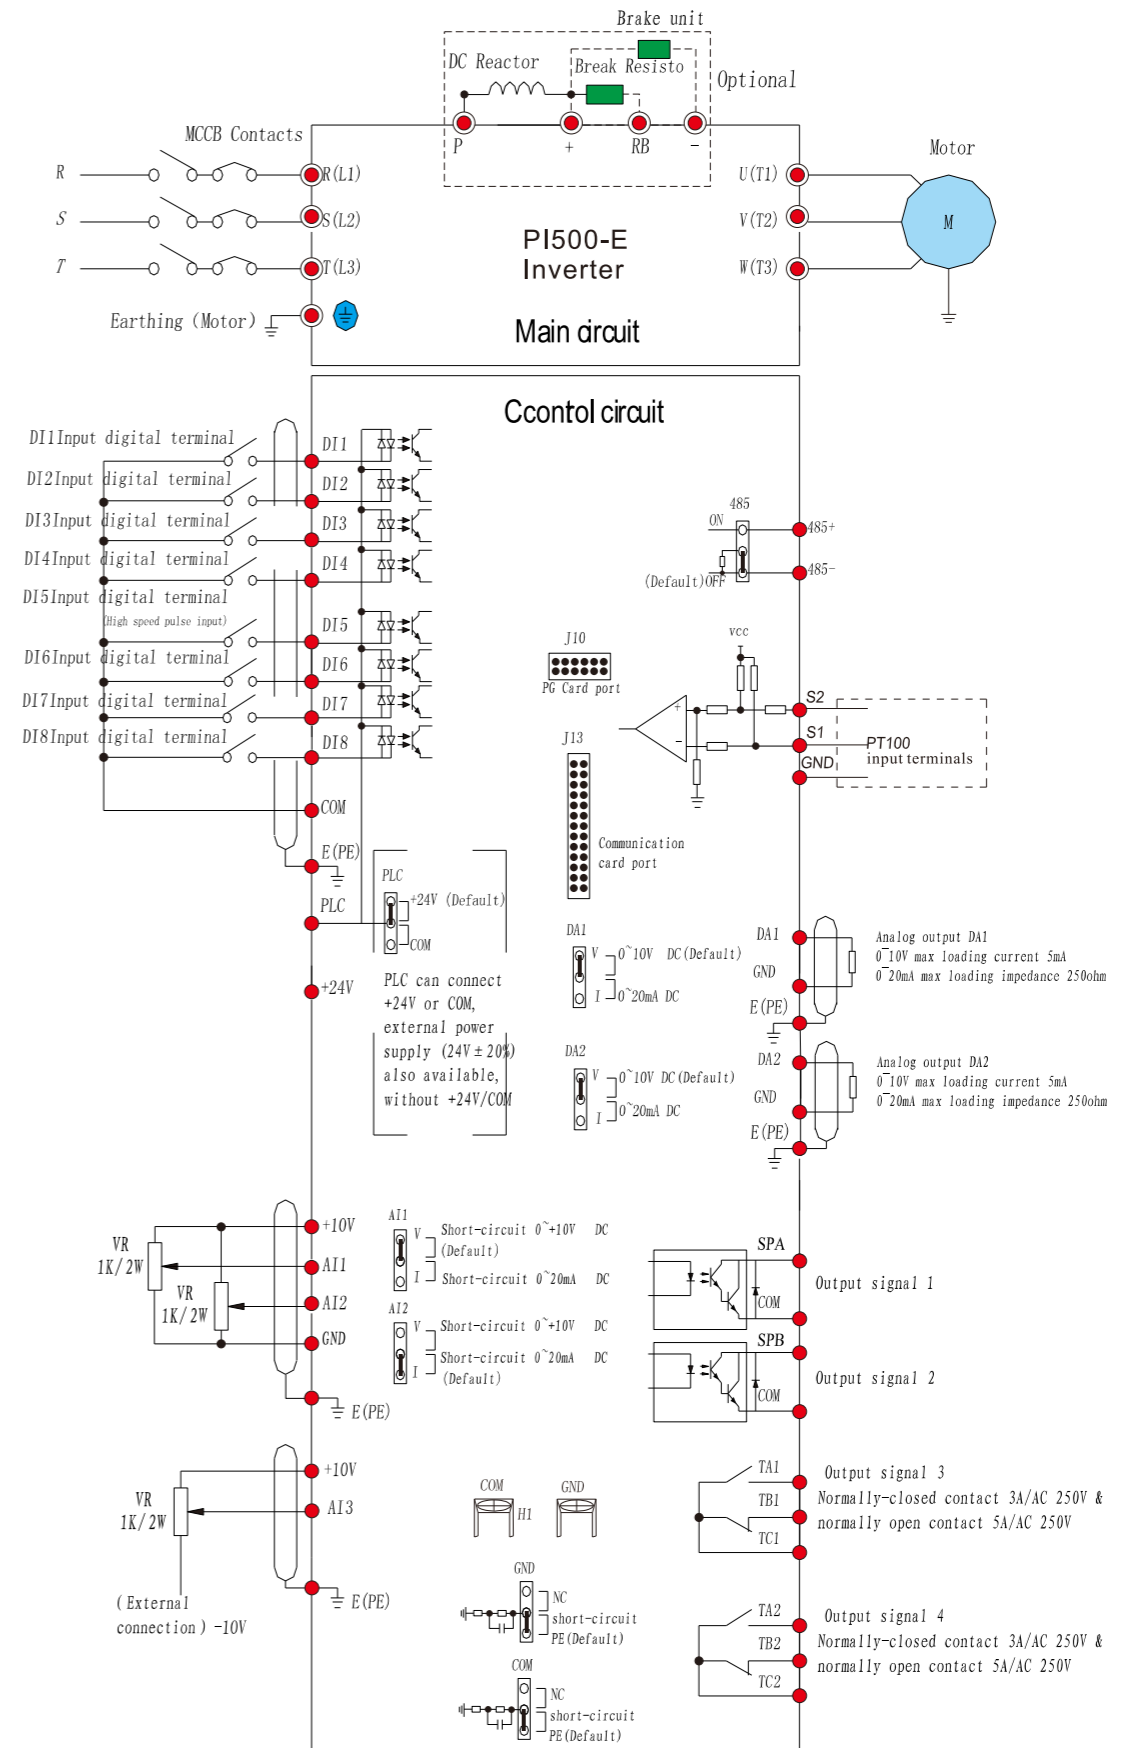 Brake unit
DC Reactor
Break Resisto
Optional
P
+
RB
-
MCCB Contacts
Motor
R
R(L1)
U(T1)
S
S(L2)
V(T2)
M
T
T(L3)
W(T3)
PI500-E
Inverter
Earthing (Motor)
Main circuit
Ccontol circuit
DI1Input digital terminal
DI1
DI2Input digital terminal
DI2
DI3Input digital terminal
DI3
DI4Input digital terminal
DI4
DI5Input digital terminal
(High speed pulse input)
DI5
DI6Input digital terminal
DI6
DI7Input digital terminal
DI7
DI8Input digital terminal
DI8
COM
E(PE)
PLC
+24V
485
ON
485+
(Default)OFF
485-
J10
PG Card port
vcc
+
-
S2
S1
GND
PT100
input terminals
J13
Communication
card port
PLC
+24V (Default)
COM
PLC can connect
+24V or COM,
external power
supply (24V±20%)
also available,
without +24V/COM
DA1
V
0~10V DC(Default)
I
0~20mA DC
DA2
V
0~10V DC(Default)
I
0~20mA DC
DA1
GND
E(PE)
Analog output DA1
0~10V max loading current 5mA
0~20mA max loading impedance 250ohm
DA2
GND
E(PE)
Analog output DA2
0~10V max loading current 5mA
0~20mA max loading impedance 250ohm
+10V
VR
1K/2W
AI1
VR
1K/2W
AI2
GND
E(PE)
AI1
V
Short-circuit 0~+10V DC
(Default)
I
Short-circuit 0~20mA DC
AI2
V
Short-circuit 0~+10V DC
Short-circuit 0~20mA DC
I
(Default)
SPA
COM
Output signal 1
SPB
COM
Output signal 2
+10V
VR
1K/2W
AI3
E(PE)
(External
connection) -10V
COM
GND
H1
GND
NC
short-circuit
PE(Default)
COM
NC
short-circuit
PE(Default)
TA1
TB1
TC1
Output signal 3
Normally-closed contact 3A/AC 250V &
normally open contact 5A/AC 250V
TA2
TB2
TC2
Output signal 4
Normally-closed contact 3A/AC 250V &
normally open contact 5A/AC 250V